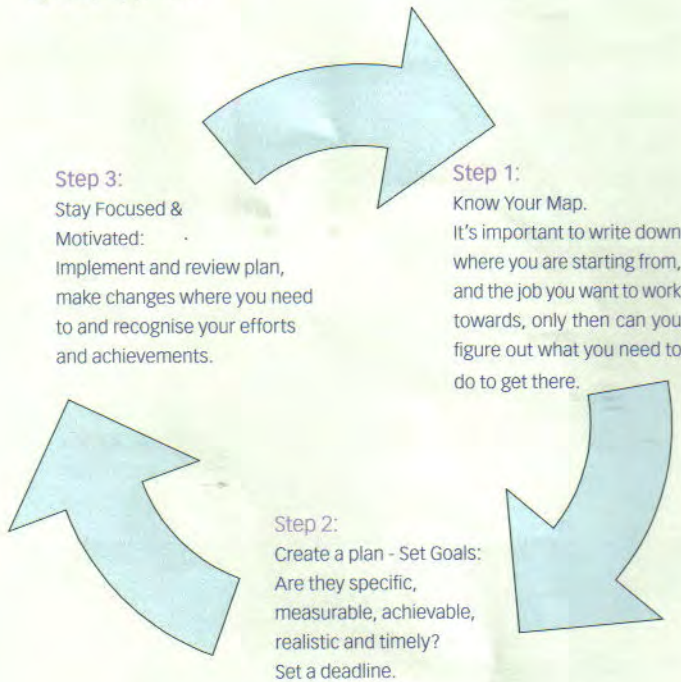 Step 1:
Know Your Map.
It's important to write down
where you are starting from,
and the job you want to work
towards, only then can you
figure out what you need to
do to get there.
Step 2:
Create a plan - Set Goals:
Are they specific,
measurable, achievable,
realistic and timely?
Set a deadline.
Step 3:
Stay Focused &
Motivated:
Implement and review plan,
make changes where you need
to and recognise your efforts
and achievements.